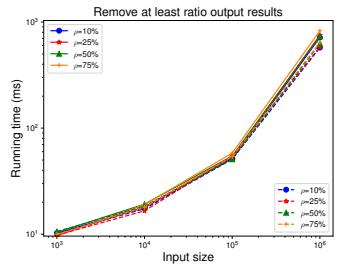 Remove at least ratio output results
10³
ρ=10%
ρ=25%
ρ=50%
ρ=75%
Running time (ms)
10²
ρ=10%
ρ=25%
ρ=50%
ρ=75%
10¹
10³ 10⁴ 10⁵ 10⁶
Input size